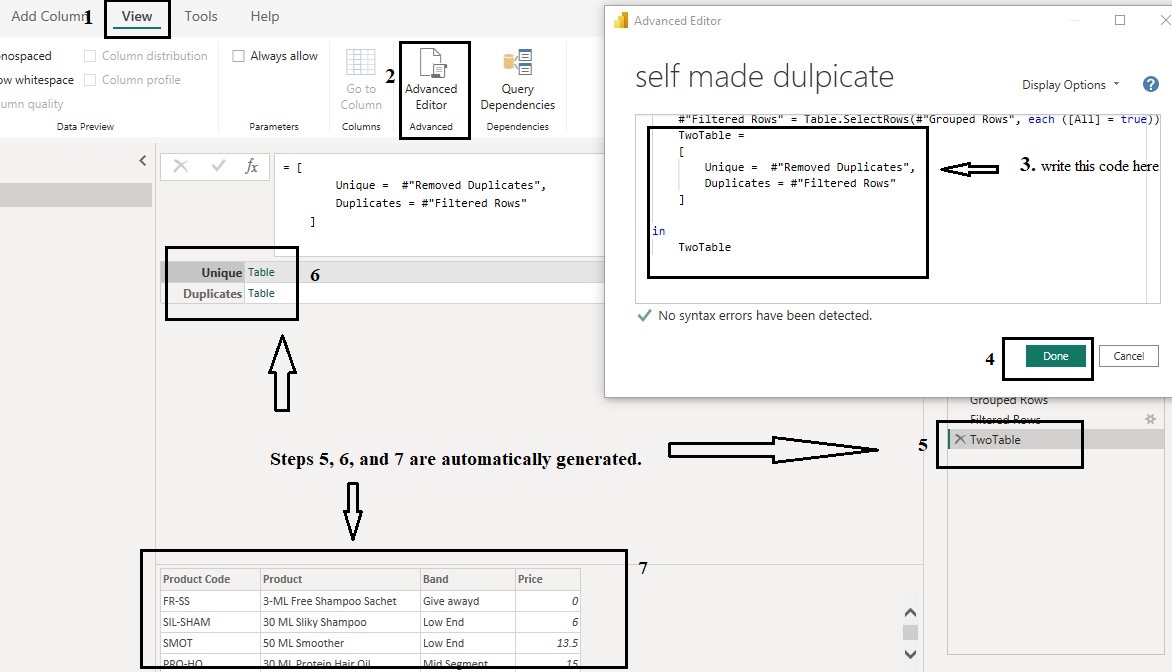 Add Column
1
View
Tools
Help
nospaced
Column distribution
Always allow
ow whitespace
Column profile
umn quality
Data Preview
Parameters
Go to
Column
Columns
2
Advanced
Editor
Advanced
Query
Dependencies
Dependencies
fx
= [
Unique =  #"Removed Duplicates",
Duplicates = #"Filtered Rows"
]
Unique Table
Duplicates Table
6
Advanced Editor
self made dulpicate
Display Options
?
#"Filtered Rows" = Table.SelectRows(#"Grouped Rows", each ([All] = true))
TwoTable =
[
Unique =  #"Removed Duplicates",
Duplicates = #"Filtered Rows"
]
in
TwoTable
3. write this code here
No syntax errors have been detected.
4
Done
Cancel
Grouped Rows
Filtered Rows
5
TwoTable
Steps 5, 6, and 7 are automatically generated.
7
Product Code Product Band Price
FR-SS 3-ML Free Shampoo Sachet Give awayd 0
SIL-SHAM 30 ML Sliky Shampoo Low End 6
SMOT 50 ML Smoother Low End 13.5
PRO-HO 30 ML Protein Hair Oil Mid Segment 15